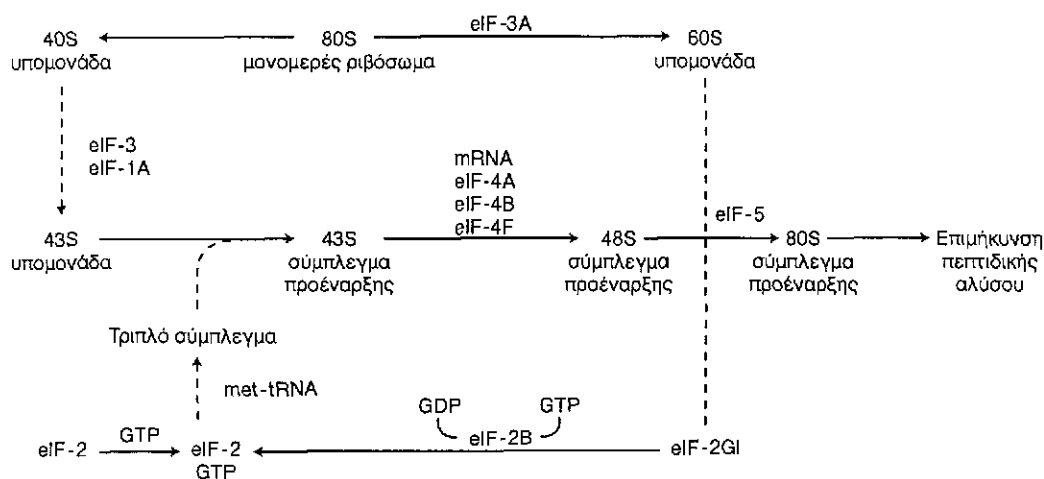 eIF-3A
40S
υπομονάδα
80S
μονομερές ριβόσωμα
60S
υπομονάδα
eIF-3
eIF-1A
mRNA
eIF-4A
eIF-4B
eIF-4F
eIF-5
43S
υπομονάδα
43S
σύμπλεγμα
προέναρξης
48S
σύμπλεγμα
προέναρξης
80S
σύμπλεγμα
προέναρξης
Επιμήκυνση
πεπτιδικής
αλύσου
Τριπλό σύμπλεγμα
met-tRNA
GDP
GTP
eIF-2
GTP
eIF-2
GTP
eIF-2B
eIF-2GI